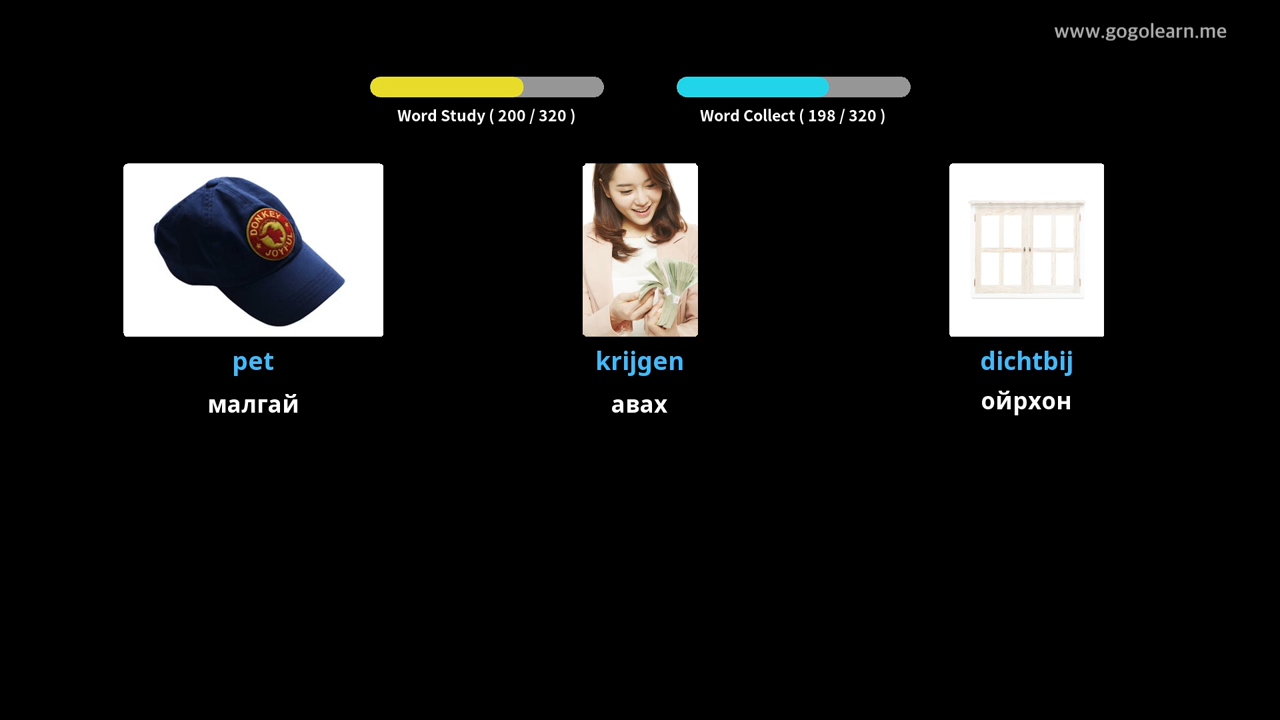 www.gogolearn.me
Word Study ( 200 / 320 )
Word Collect ( 198 / 320 )
DONKEY
JOYFUL
pet
krijgen
dichtbij
малгай
авах
ойрхон